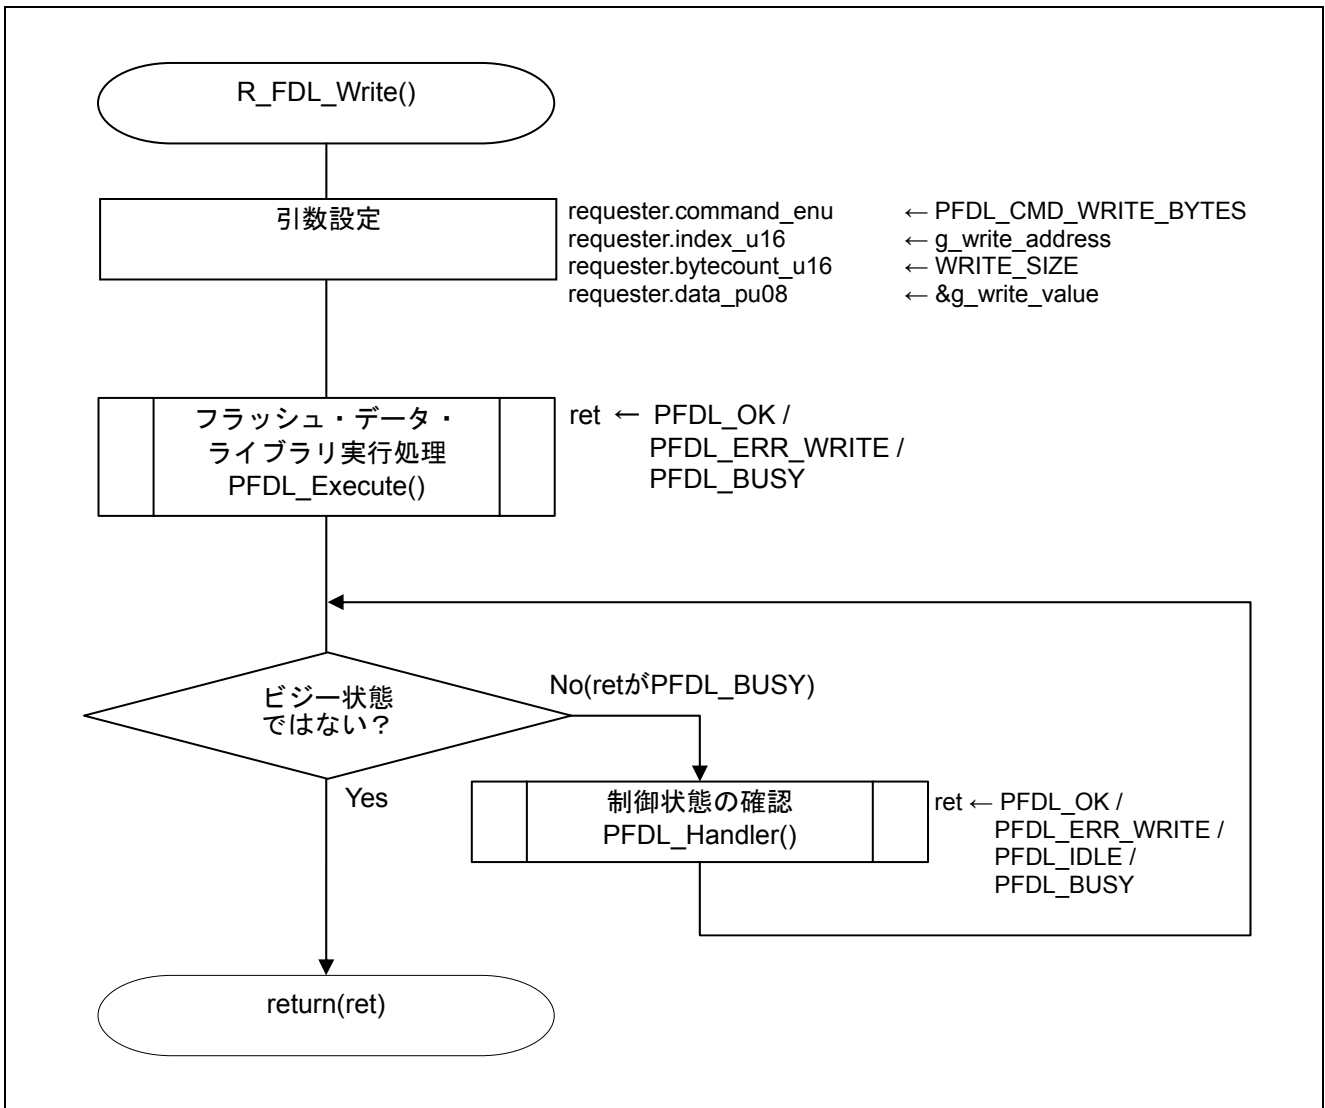 R_FDL_Write()
引数設定
requester.command_enu ← PFDL_CMD_WRITE_BYTES
requester.index_u16 ← g_write_address
requester.bytecount_u16 ← WRITE_SIZE
requester.data_pu08 ← &g_write_value
フラッシュ・データ・
ライブラリ実行処理
PFDL_Execute()
ret ← PFDL_OK /
PFDL_ERR_WRITE /
PFDL_BUSY
ビジー状態
ではない？
No(retがPFDL_BUSY)
Yes
制御状態の確認
PFDL_Handler()
ret ← PFDL_OK /
PFDL_ERR_WRITE /
PFDL_IDLE /
PFDL_BUSY
return(ret)